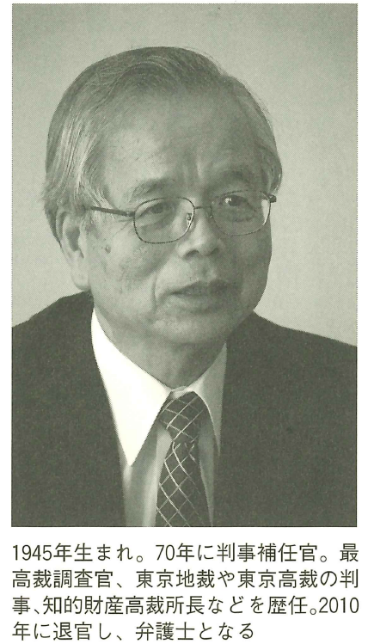 1945年生まれ。70年に判事補任官。最
高裁調査官、東京地裁や東京高裁の判
事、知的財産高裁所長などを歴任。2010
年に退官し、弁護士となる